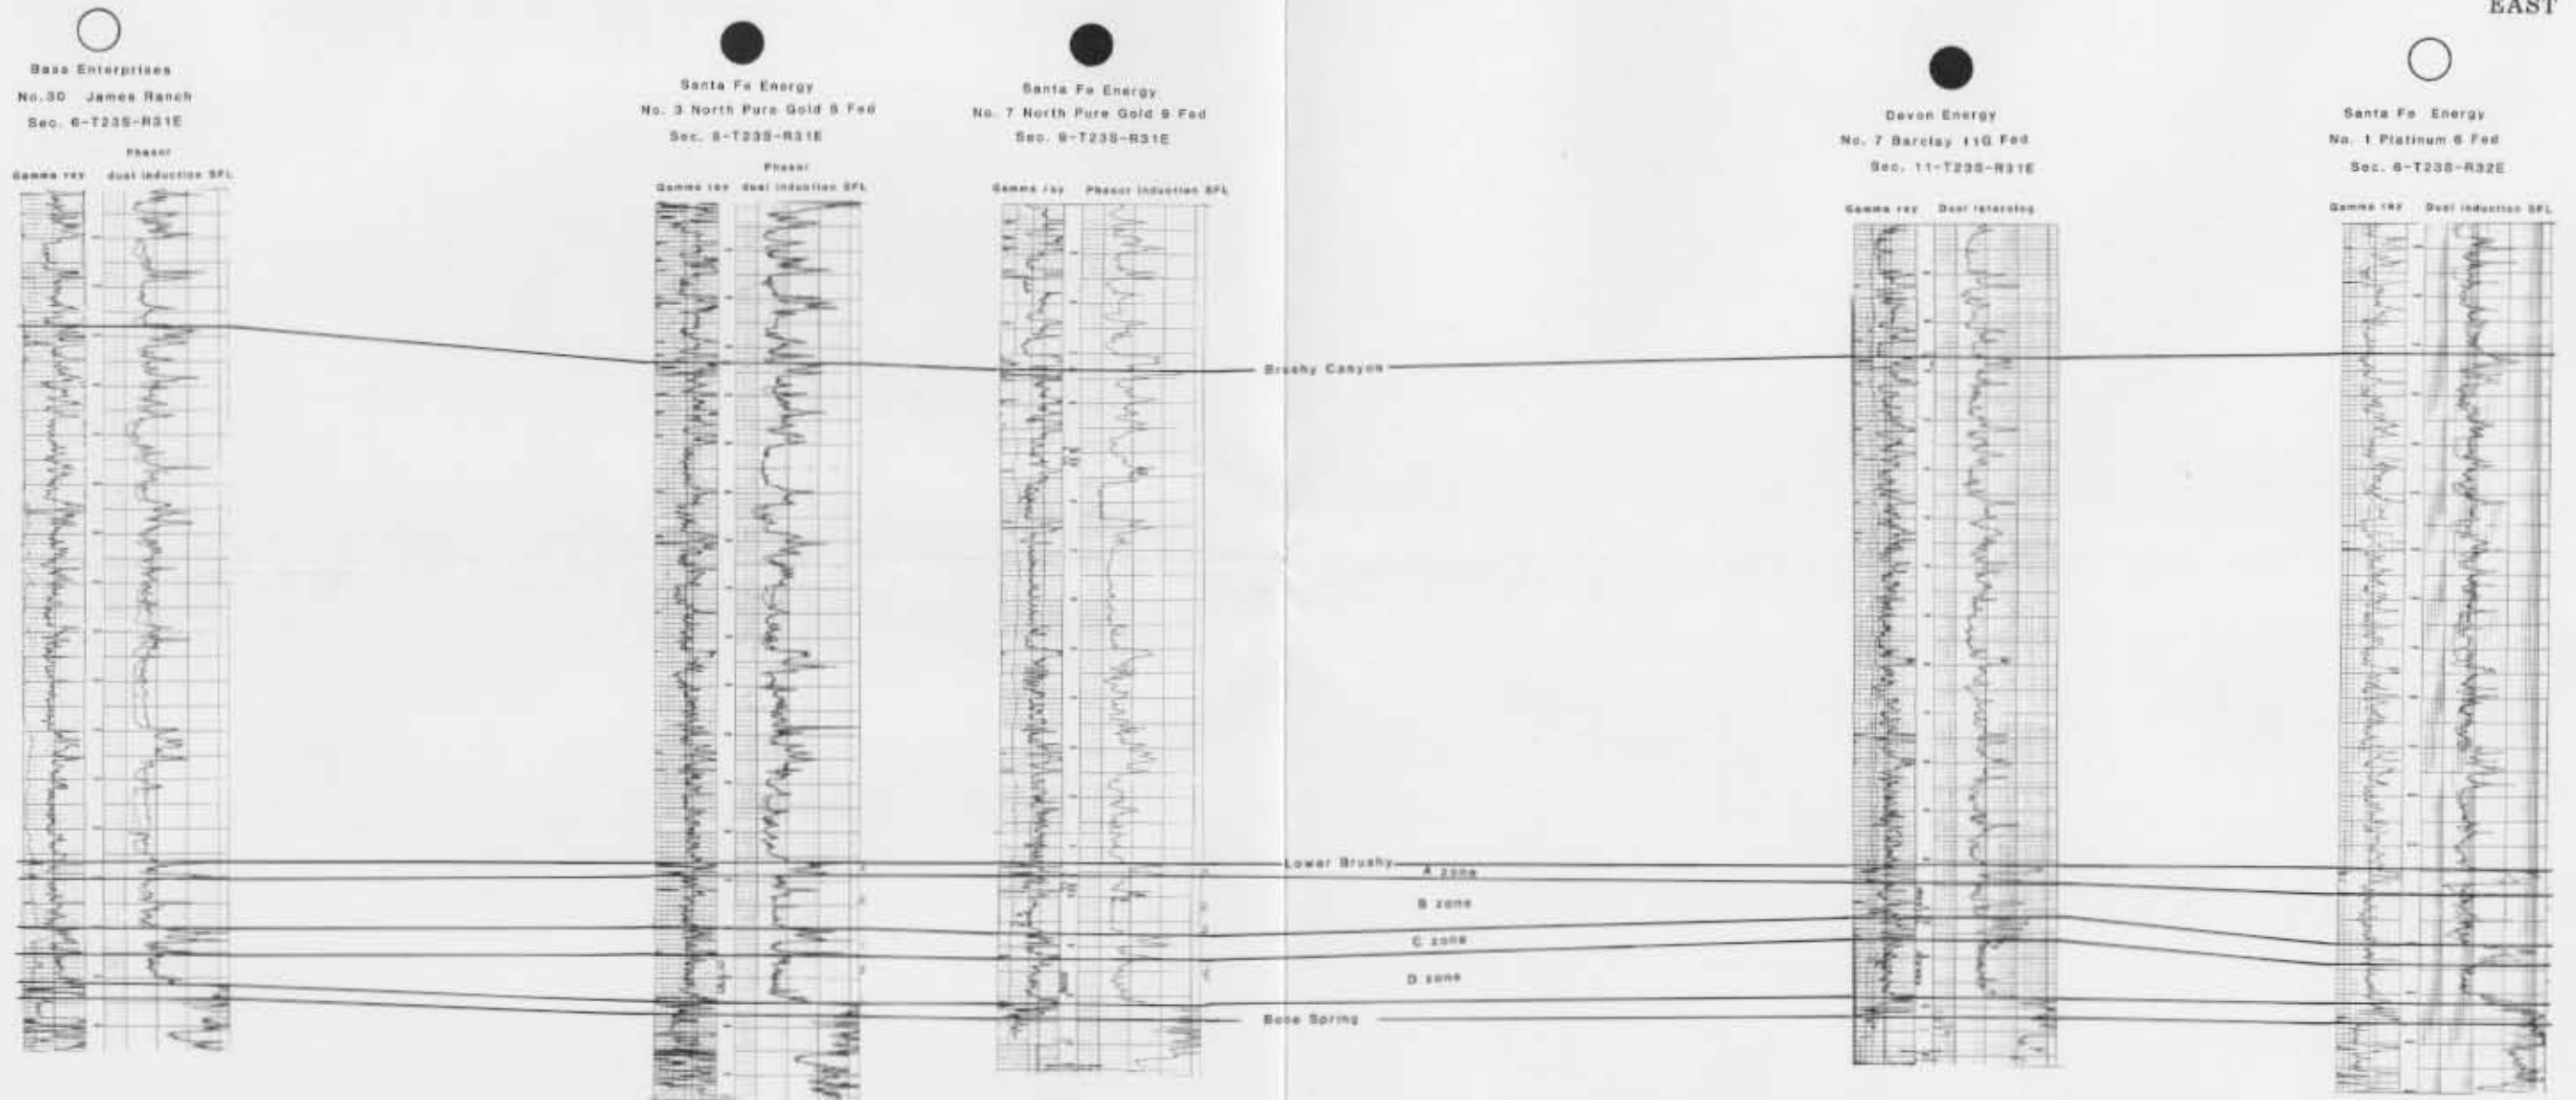 EAST
Bass Enterprises
No.30 James Ranch
Sec. 6-T23S-R31E
Phasor
Gamma ray dual induction SFL
Santa Fe Energy
No. 3 North Pure Gold 8 Fed
Sec. 8-T23S-R31E
Phasor
Gamma ray dual induction SFL
Santa Fe Energy
No. 7 North Pure Gold 9 Fed
Sec. 9-T23S-R31E
Gamma ray Phasor induction SFL
Devon Energy
No. 7 Barclay 11G Fed
Sec. 11-T23S-R31E
Gamma ray Dual laterolog
Santa Fe Energy
No. 1 Platinum 6 Fed
Sec. 6-T23S-R32E
Gamma ray Dual induction SFL
Brushy Canyon
Lower Brushy
A zone
B zone
C zone
D zone
Bone Spring